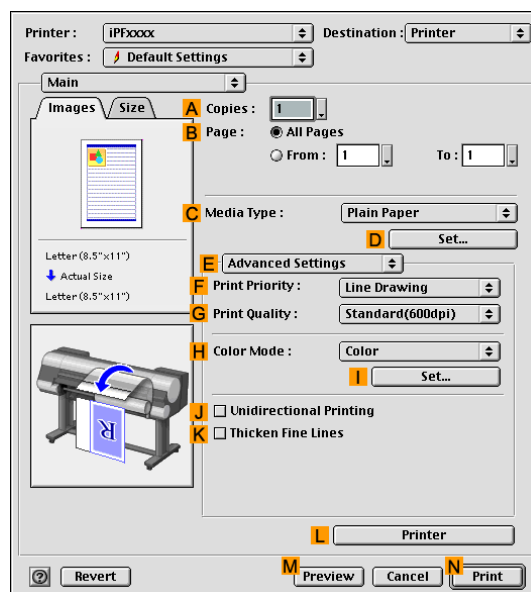 Printer : iPFxxxx Destination : Printer
Favorites : Default Settings
Main
Images Size
A Copies : 1
B Page : All Pages
From : 1 To : 1
C Media Type : Plain Paper
D Set...
Letter (8.5"x11")
Actual Size
Letter (8.5"x11")
E Advanced Settings
F Print Priority : Line Drawing
G Print Quality : Standard(600dpi)
H Color Mode : Color
I Set...
J Unidirectional Printing
K Thicken Fine Lines
R
L Printer
? Revert M Preview Cancel N Print